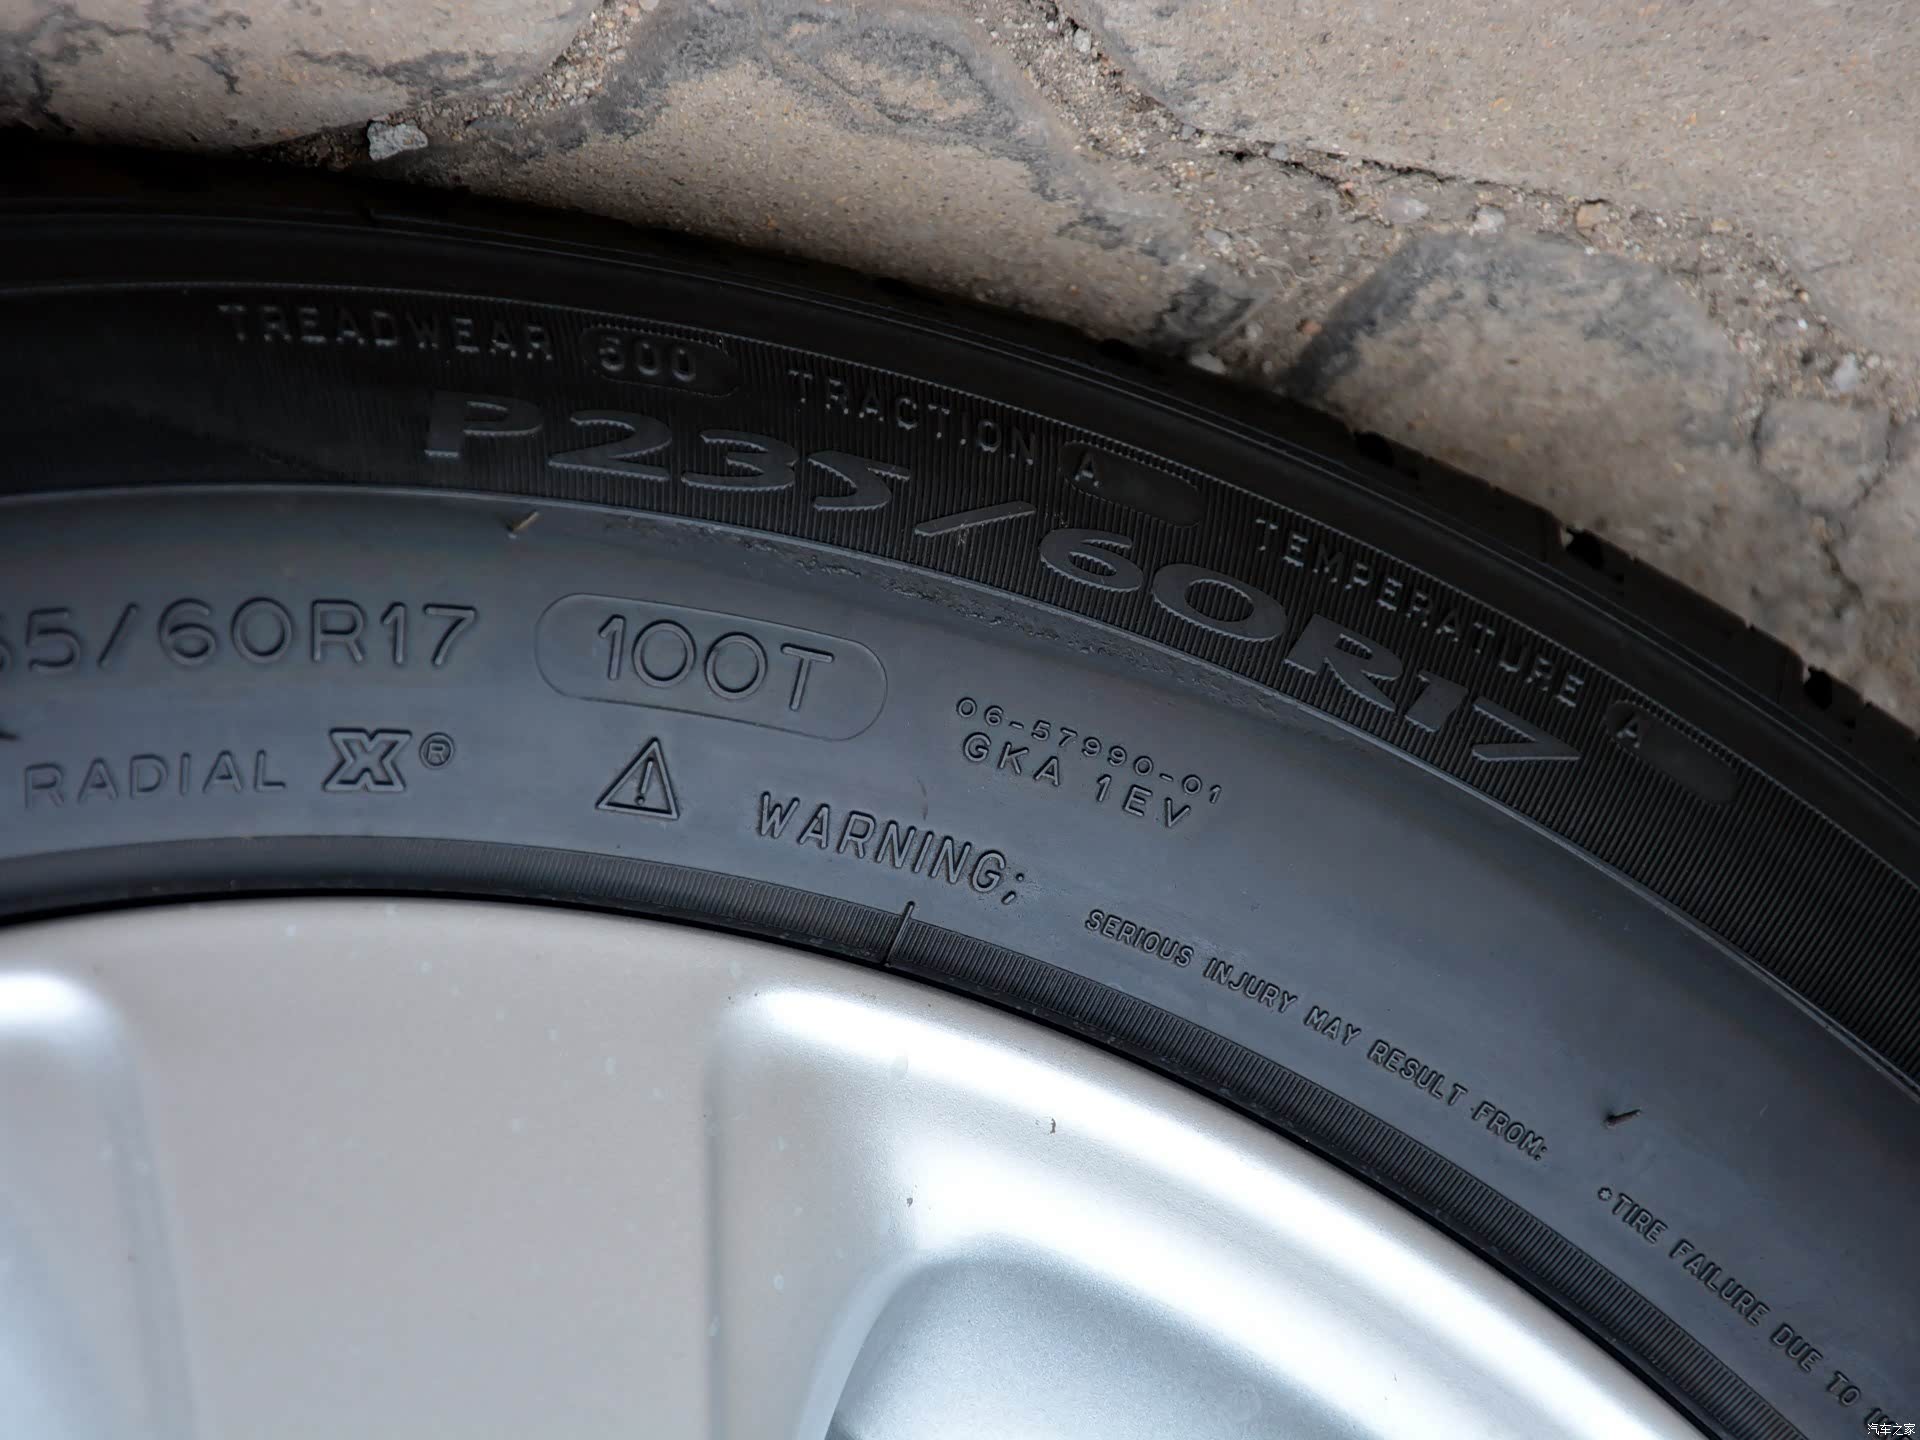 TREADWEAR 500 TRACTION A TEMPERATURE A
P235/60R17
55/60R17 100T
RADIAL X®
06-57990-01
GKA 1EV
WARNING;
SERIOUS INJURY MAY RESULT FROM:
•TIRE FAILURE DUE TO
汽车之家